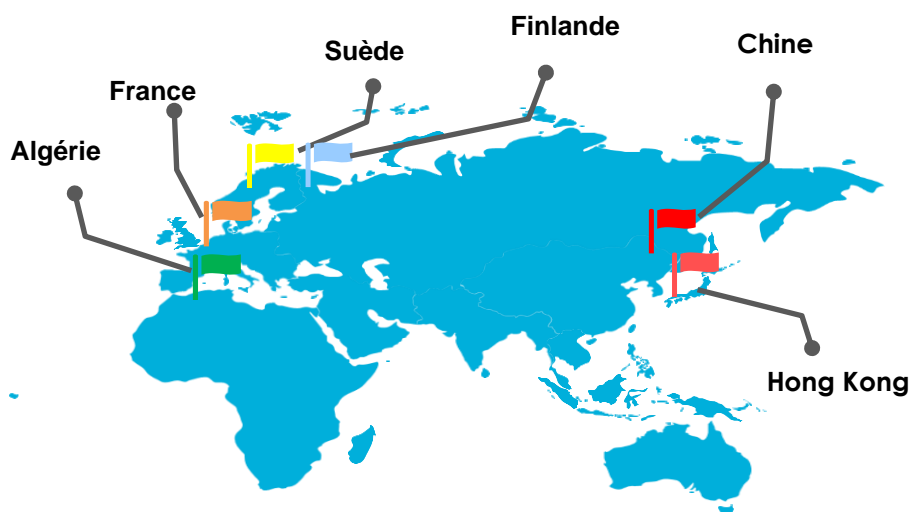 Finlande
Suède
Chine
France
Algérie
Hong Kong